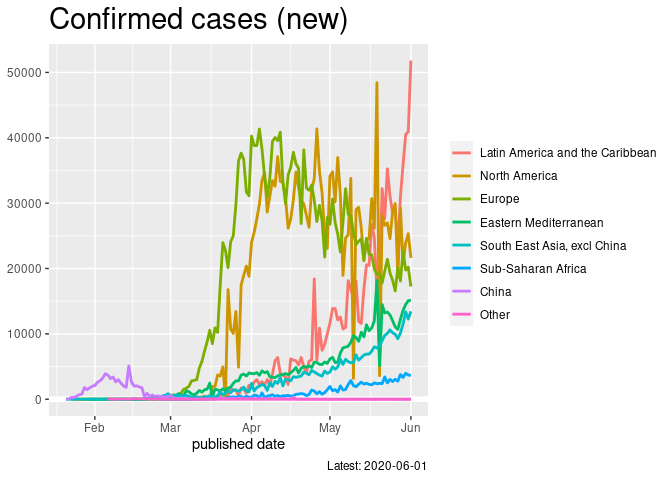 Confirmed cases (new)
50000
40000
30000
20000
10000
0
Feb Mar Apr May Jun
published date
Latest: 2020-06-01
Latin America and the Caribbean
North America
Europe
Eastern Mediterranean
South East Asia, excl China
Sub-Saharan Africa
China
Other